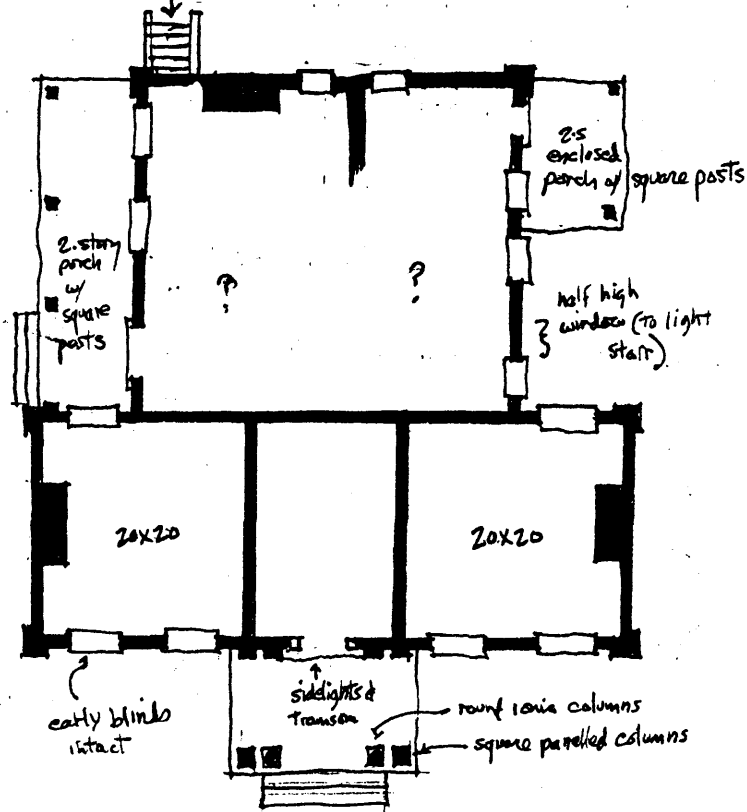 2.5
enclosed
porch w/ square posts
2.story
porch
w/
square
posts
?
?
half high
window (to light
stair)
20x20
20x20
sidelights &
transom
early blinds
intact
round ionic columns
square panelled columns